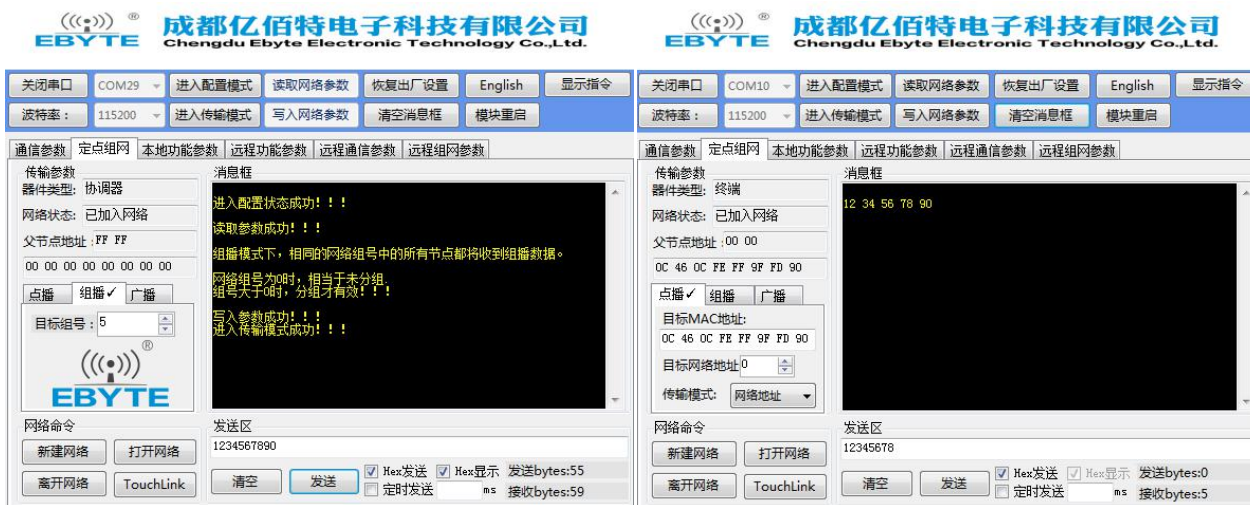 EBYTE ®
成都亿佰特电子科技有限公司
Chengdu Ebyte Electronic Technology Co.,Ltd.
关闭串口 COM29 进入配置模式 读取网络参数 恢复出厂设置 English 显示指令
波特率： 115200 进入传输模式 写入网络参数 清空消息框 模块重启
通信参数 定点组网 本地功能参数 远程功能参数 远程通信参数 远程组网参数
传输参数
器件类型: 协调器
网络状态: 已加入网络
父节点地址:FF FF
00 00 00 00 00 00 00 00
点播 组播✓ 广播
目标组号:5
®
EBYTE
消息框
进入配置状态成功！！！
读取参数成功！！！
组播模式下，相同的网络组号中的所有节点都将收到组播数据。
网络组号为0时，相当于未分组.
组号大于0时，分组才有效！！！
写入参数成功！！！
进入传输模式成功！！！
网络命令
新建网络 打开网络
离开网络 TouchLink
发送区
1234567890
清空 发送 Hex发送 Hex显示 发送bytes:55
定时发送 ms 接收bytes:59
EBYTE ®
成都亿佰特电子科技有限公司
Chengdu Ebyte Electronic Technology Co.,Ltd.
关闭串口 COM10 进入配置模式 读取网络参数 恢复出厂设置 English 显示指令
波特率： 115200 进入传输模式 写入网络参数 清空消息框 模块重启
通信参数 定点组网 本地功能参数 远程功能参数 远程通信参数 远程组网参数
传输参数
器件类型: 终端
网络状态: 已加入网络
父节点地址:00 00
0C 46 0C FE FF 9F FD 90
点播✓ 组播 广播
目标MAC地址:
0C 46 0C FE FF 9F FD 90
目标网络地址0
传输模式: 网络地址
消息框
12 34 56 78 90
网络命令
新建网络 打开网络
离开网络 TouchLink
发送区
12345678
清空 发送 Hex发送 Hex显示 发送bytes:0
定时发送 ms 接收bytes:5